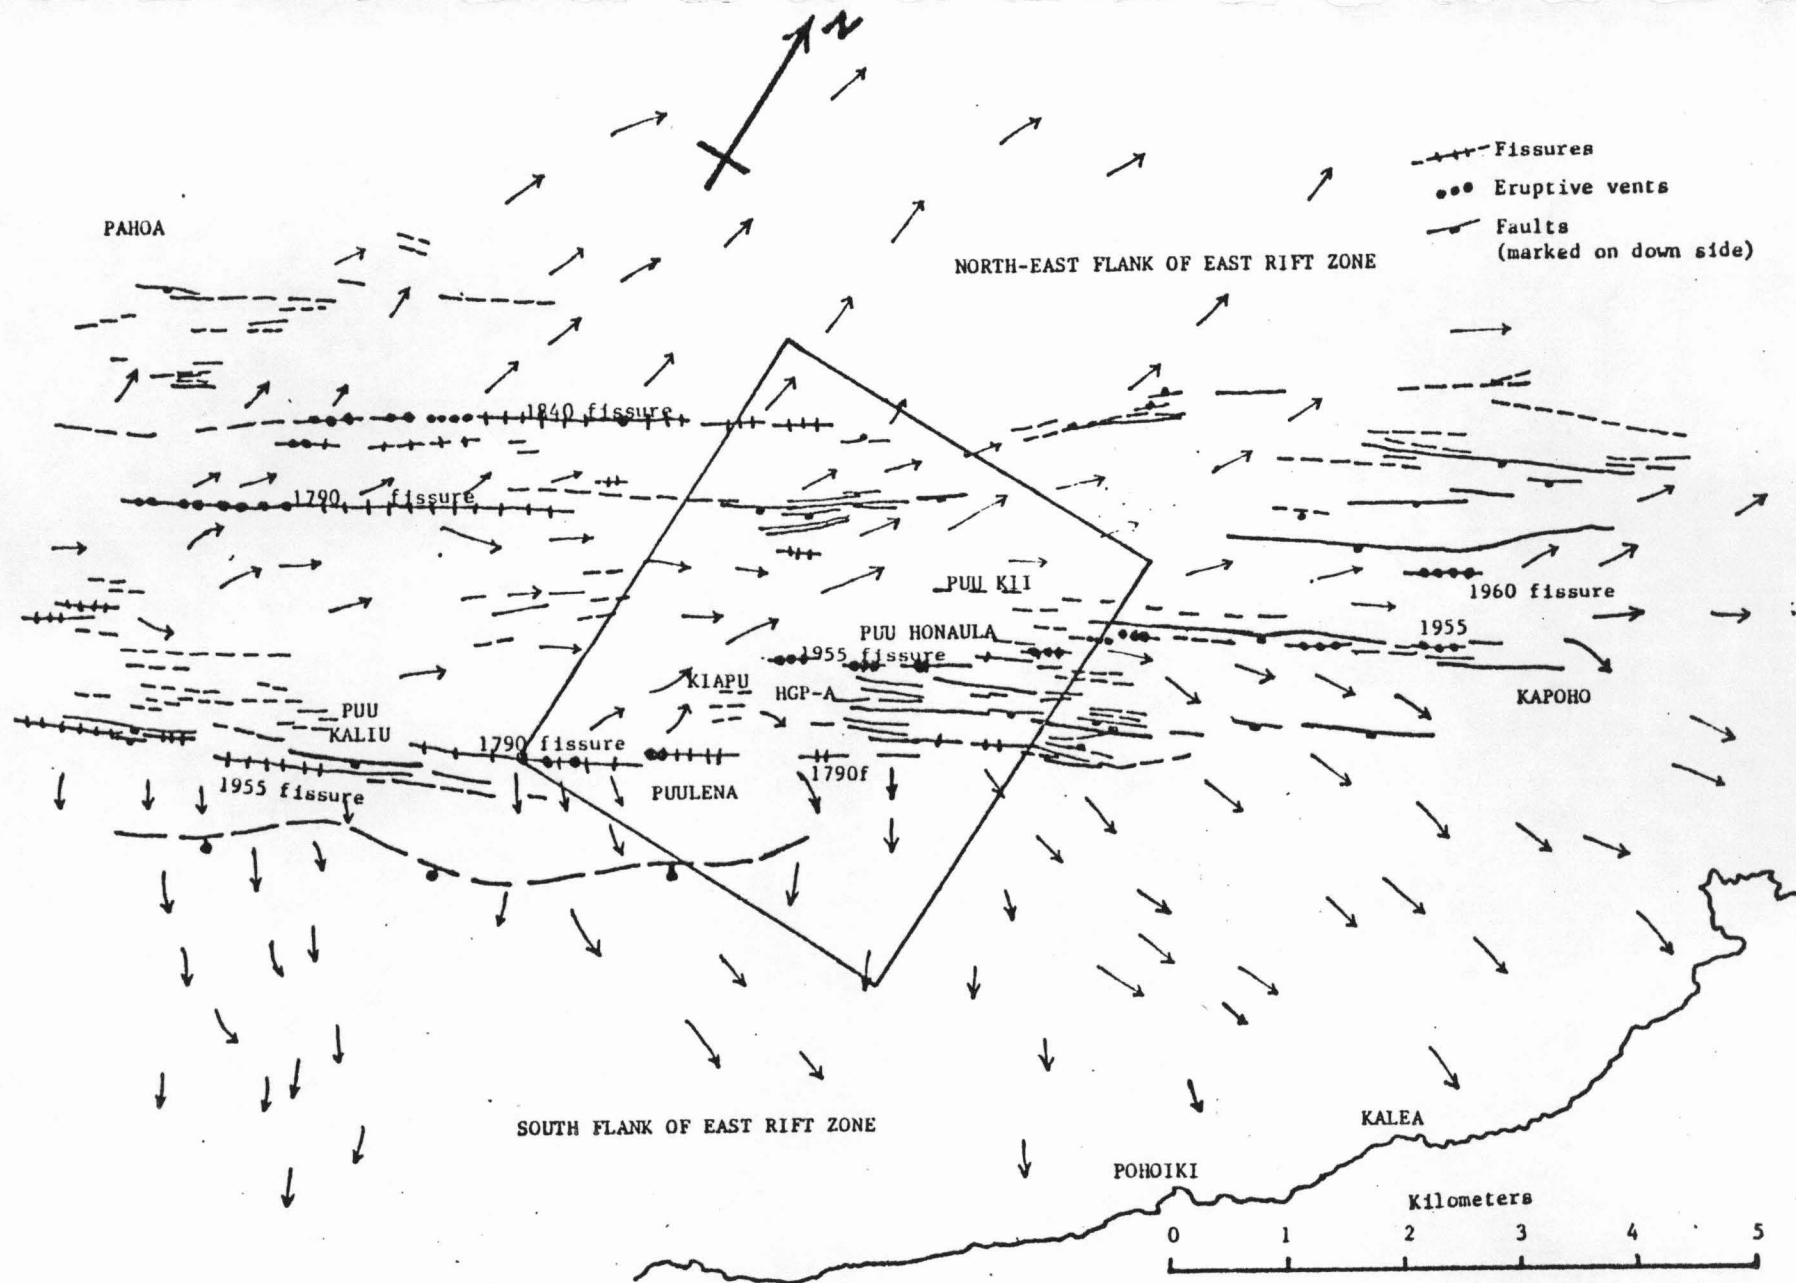 N
Fissures
Eruptive vents
Faults
(marked on down side)
PAHOA
NORTH-EAST FLANK OF EAST RIFT ZONE
1840 fissure
1790 fissure
PUU KII
1960 fissure
PUU HONAULA
1955
1955 fissure
KIAPU
HGP-A
KAPOHO
PUU
KALIU
1790 fissure
1790f
1955 fissure
PUULENA
SOUTH FLANK OF EAST RIFT ZONE
KALEA
POHOIKI
Kilometers
0 1 2 3 4 5